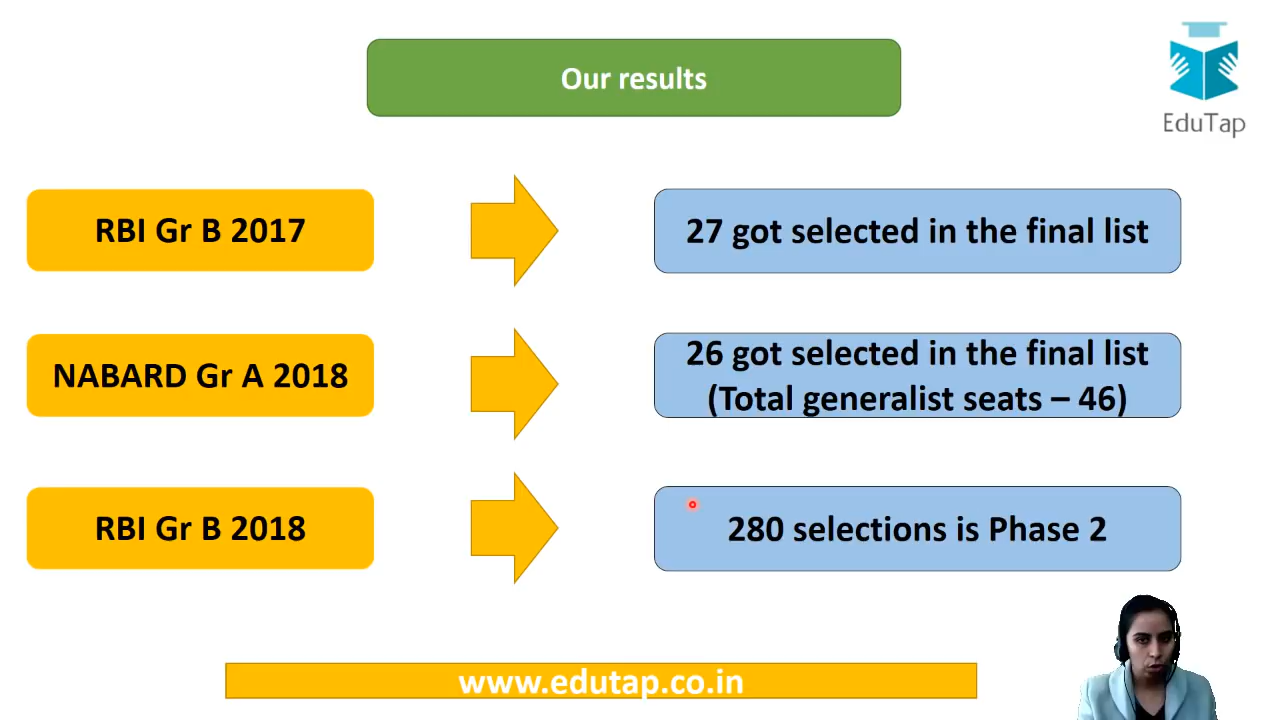 Our results
EduTap
RBI Gr B 2017
27 got selected in the final list
NABARD Gr A 2018
26 got selected in the final list
(Total generalist seats – 46)
RBI Gr B 2018
280 selections is Phase 2
www.edutap.co.in